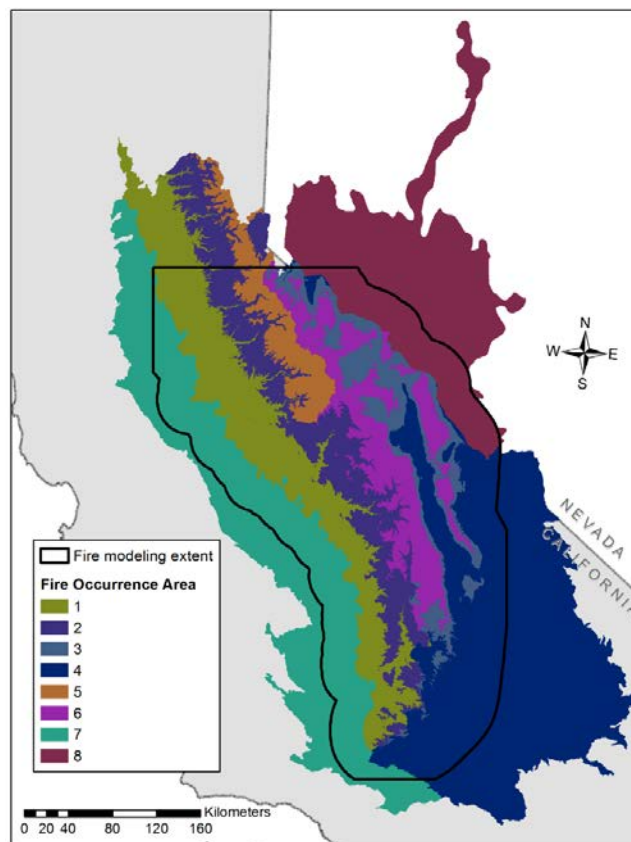 N
W E
S
NEVADA
CALIFORNIA
Fire modeling extent
Fire Occurrence Area
1
2
3
4
5
6
7
8
Kilometers
0 10 20 40 80 120 160